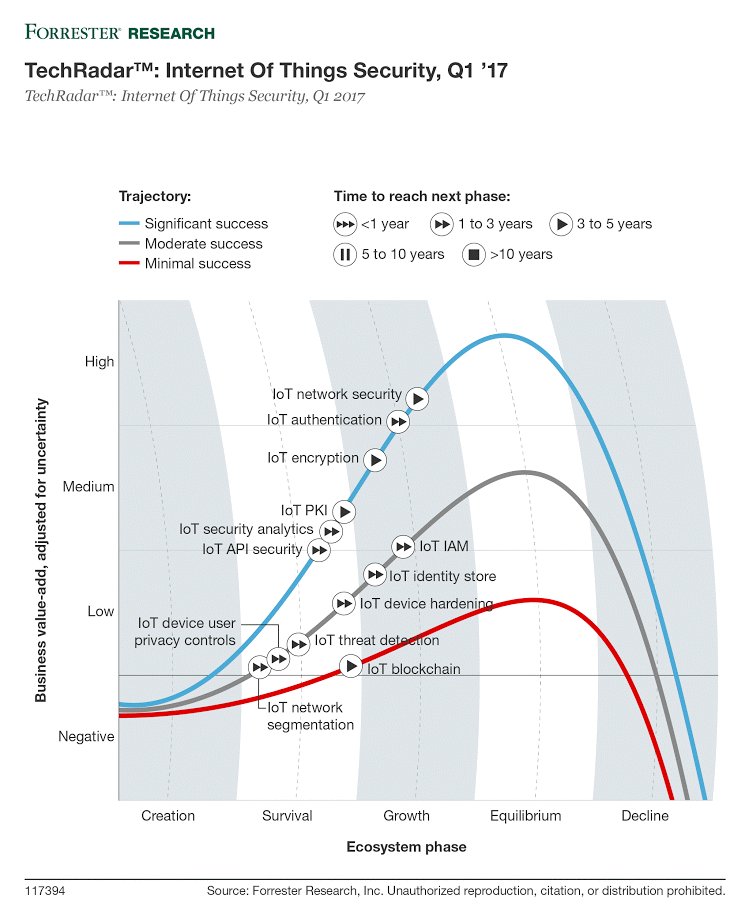 FORRESTER® RESEARCH
TechRadar™: Internet Of Things Security, Q1 ’17
TechRadar™: Internet Of Things Security, Q1 2017
Trajectory:
Significant success
Moderate success
Minimal success
Time to reach next phase:
<1 year
1 to 3 years
3 to 5 years
5 to 10 years
>10 years
Business value-add, adjusted for uncertainty
High
Medium
Low
Negative
IoT network security
IoT authentication
IoT encryption
IoT PKI
IoT security analytics
IoT API security
IoT IAM
IoT identity store
IoT device hardening
IoT device user
privacy controls
IoT threat detection
IoT blockchain
IoT network
segmentation
Creation
Survival
Growth
Equilibrium
Decline
Ecosystem phase
117394
Source: Forrester Research, Inc. Unauthorized reproduction, citation, or distribution prohibited.